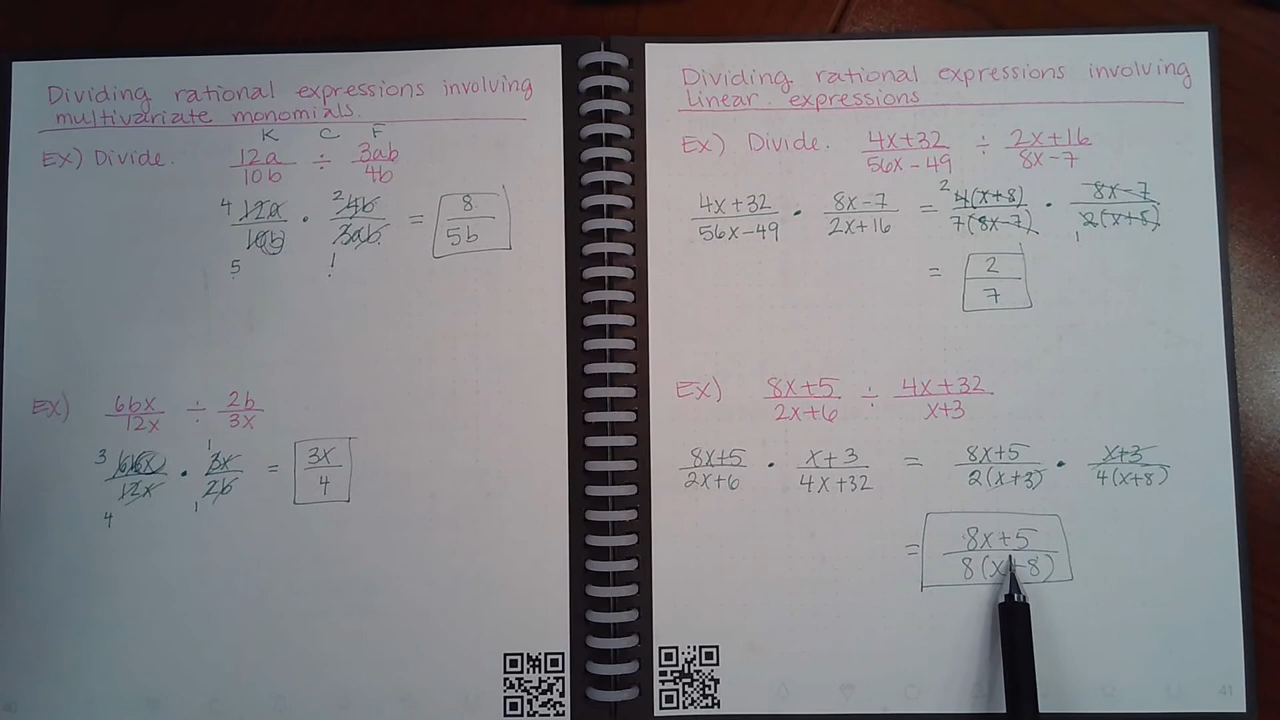 Dividing rational expressions involving
multivariate monomials.
K C F
Ex) Divide. 12a/10b ÷ 3ab/4b
4 12a/10b 5 · 2 4b/3ab 1 = 8/5b
Ex) 6bx/12x ÷ 2b/3x
3 6bx/12x 4 · 1 3x/2b 1 = 3x/4
Dividing rational expressions involving
Linear expressions
Ex) Divide. 4x+32/56x-49 ÷ 2x+16/8x-7
4x+32/56x-49 · 8x-7/2x+16 = 2 4(x+8)/7(8x-7) · 8x-7/2(x+8) 1
= 2/7
Ex) 8x+5/2x+6 ÷ 4x+32/x+3
8x+5/2x+6 · x+3/4x+32 = 8x+5/2(x+3) · x+3/4(x+8)
= 8x+5/8(x+8)
41